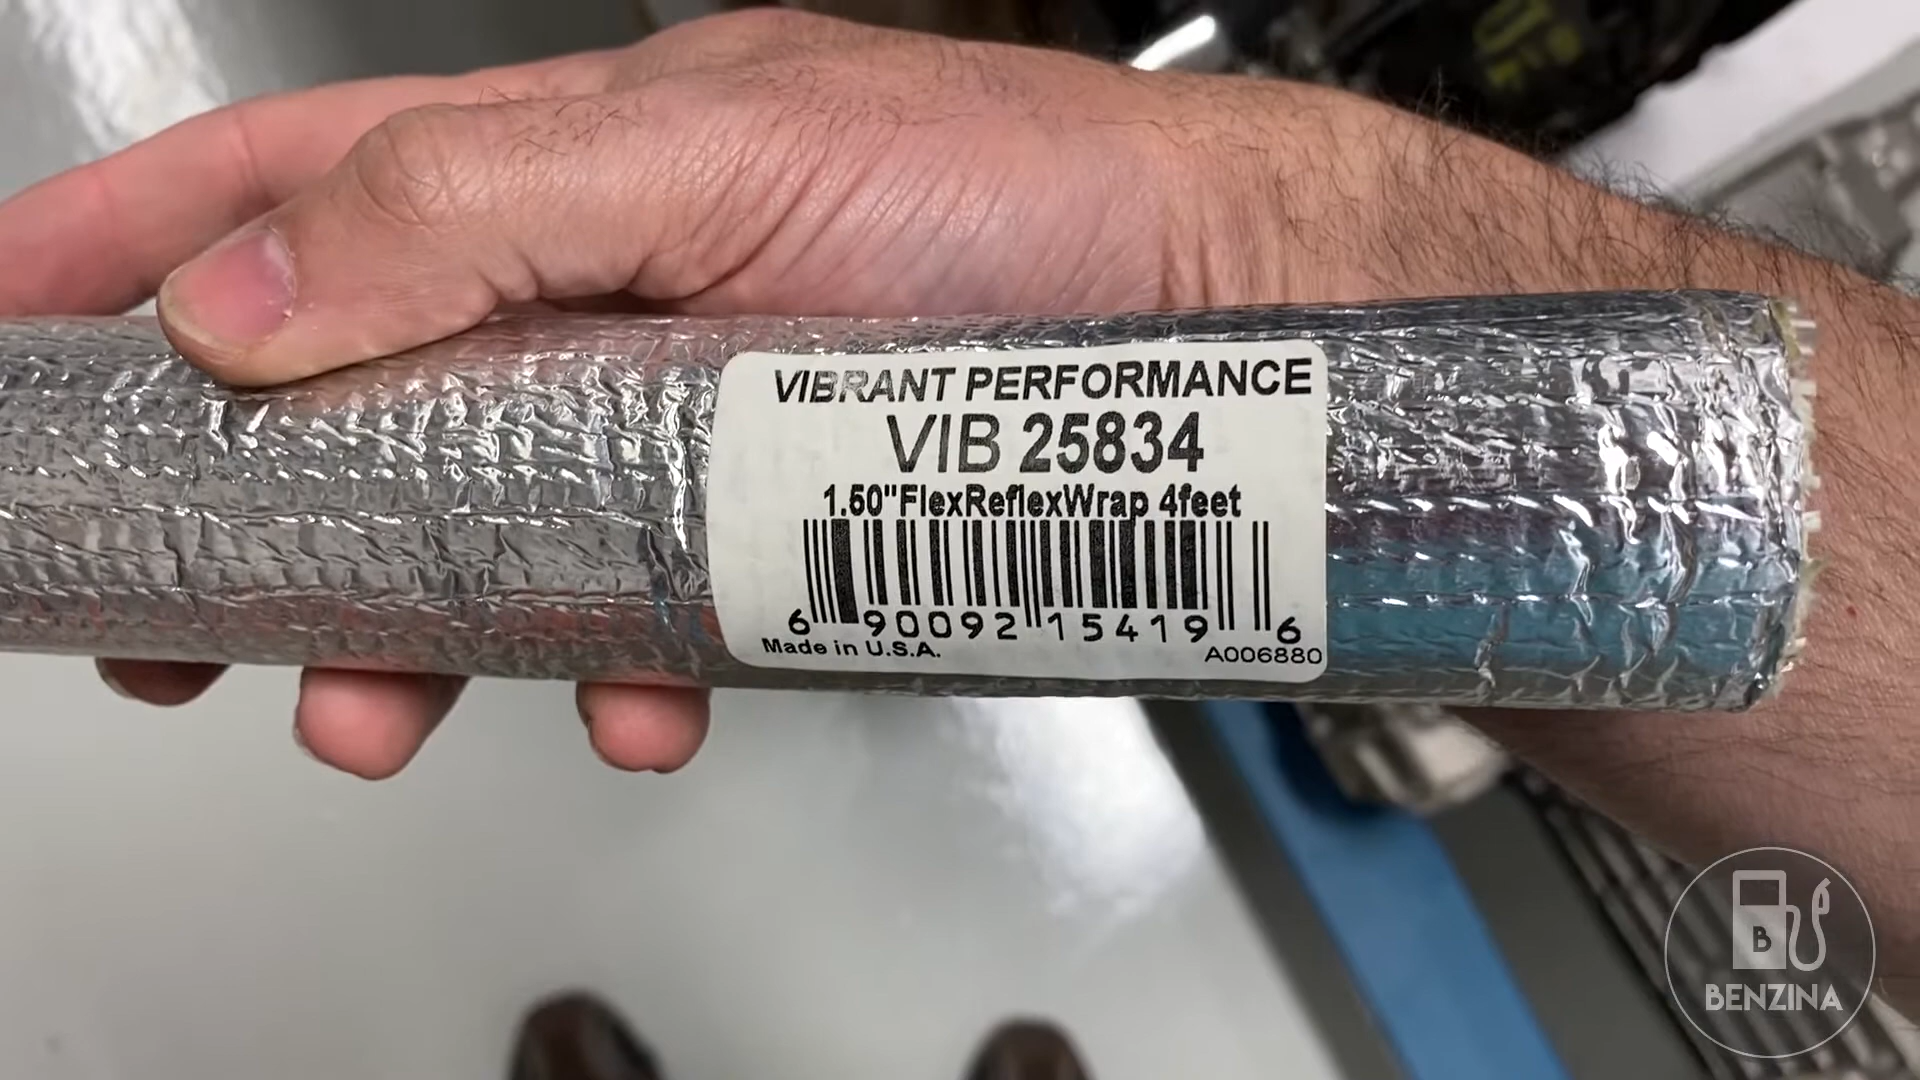 VIBRANT PERFORMANCE
VIB 25834
1.50"FlexReflexWrap 4feet
6 90092 15419 6
Made in U.S.A.
A006880
B
BENZINA